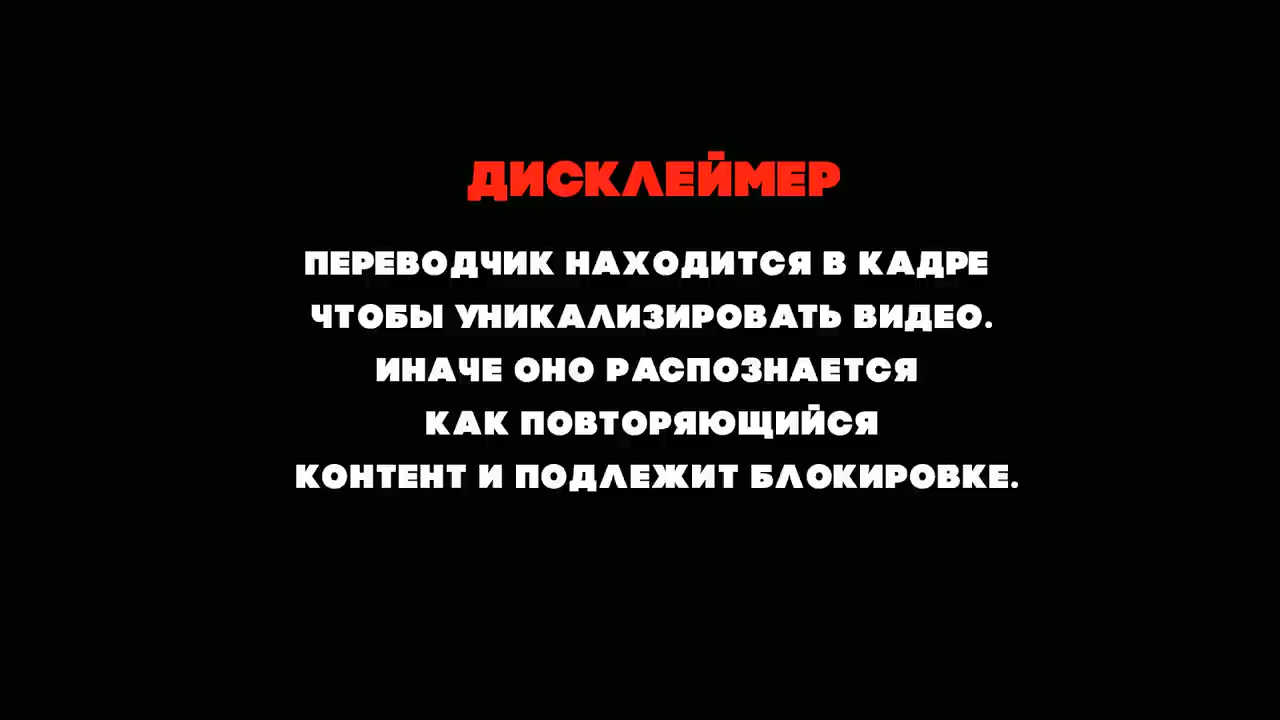 ДИСКЛЕЙМЕР
ПЕРЕВОДЧИК НАХОДИТСЯ В КАДРЕ
ЧТОБЫ УНИКАЛИЗИРОВАТЬ ВИДЕО.
ИНАЧЕ ОНО РАСПОЗНАЕТСЯ
КАК ПОВТОРЯЮЩИЙСЯ
КОНТЕНТ И ПОДЛЕЖИТ БЛОКИРОВКЕ.